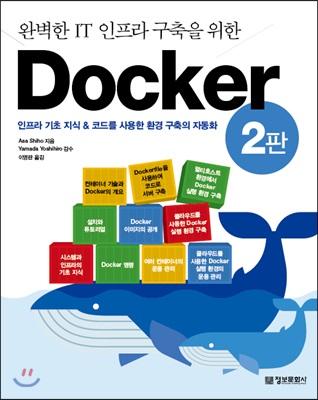 완벽한 IT 인프라 구축을 위한
Docker
2판
인프라 기초 지식 & 코드를 사용한 환경 구축의 자동화
Asa Shiho 지음
Yamada Yoshihiro 감수
이영란 옮김
컨테이너 기술과
Docker의 개요
Dockerfile을
사용하여
코드로
서버 구축
멀티호스트
환경에서
Docker
실행 환경 구축
설치와
튜토리얼
Docker
이미지의 공개
클라우드를
사용한 Docker
실행 환경 구축
시스템과
인프라의
기초 지식
Docker 명령
여러 컨테이너의
운용 관리
클라우드를
사용한 Docker
실행 환경의
운용 관리
YES24
정보문화사